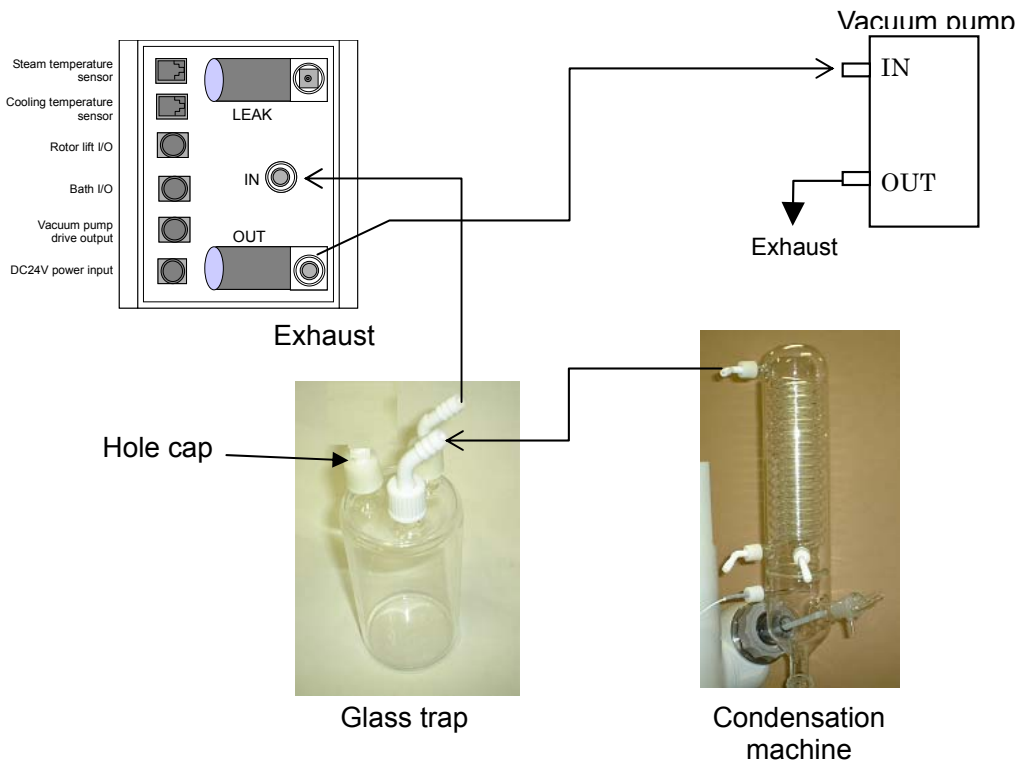 Vacuum pump
Steam temperature
sensor
Cooling temperature
sensor
Rotor lift I/O
Bath I/O
Vacuum pump
drive output
DC24V power input
LEAK
IN
OUT
IN
OUT
Exhaust
Exhaust
Hole cap
Glass trap
Condensation
machine